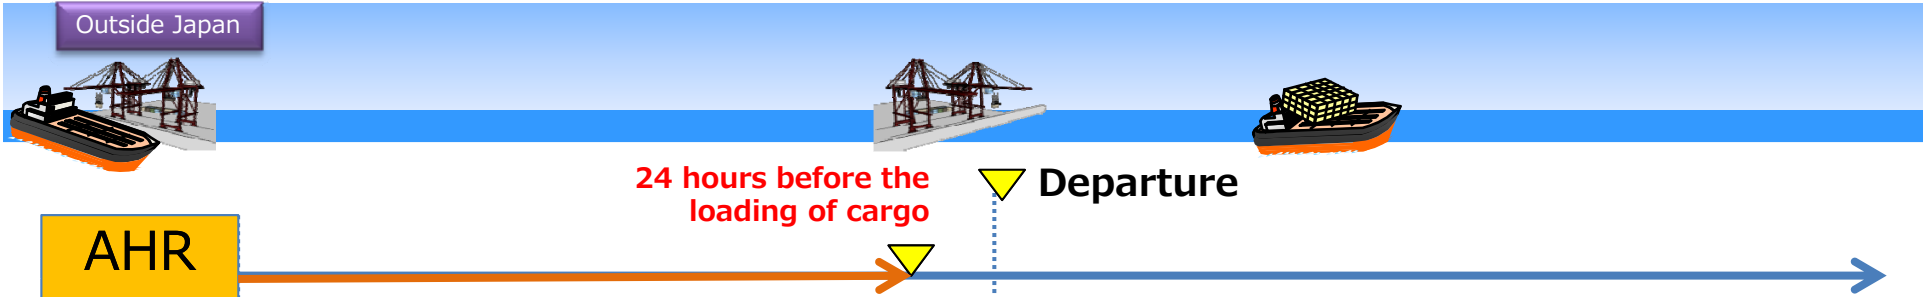 Outside Japan
24 hours before the
loading of cargo
Departure
AHR